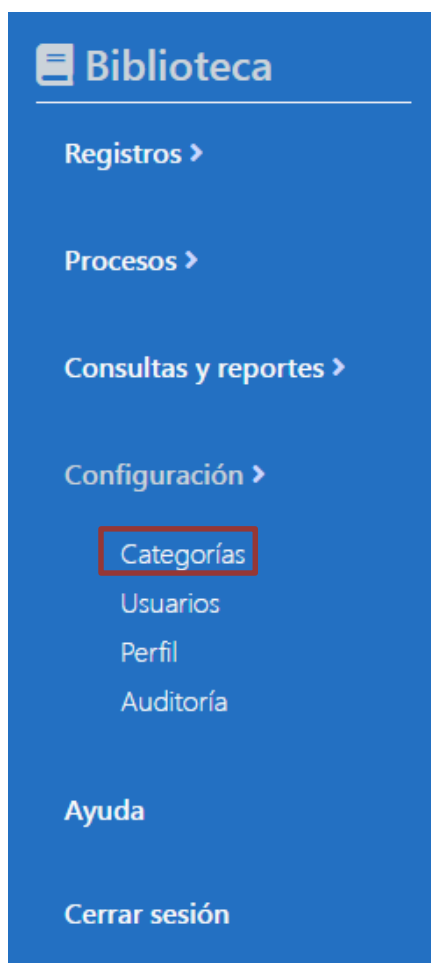 Biblioteca
Registros >
Procesos >
Consultas y reportes >
Configuración >
Categorías
Usuarios
Perfil
Auditoría
Ayuda
Cerrar sesión